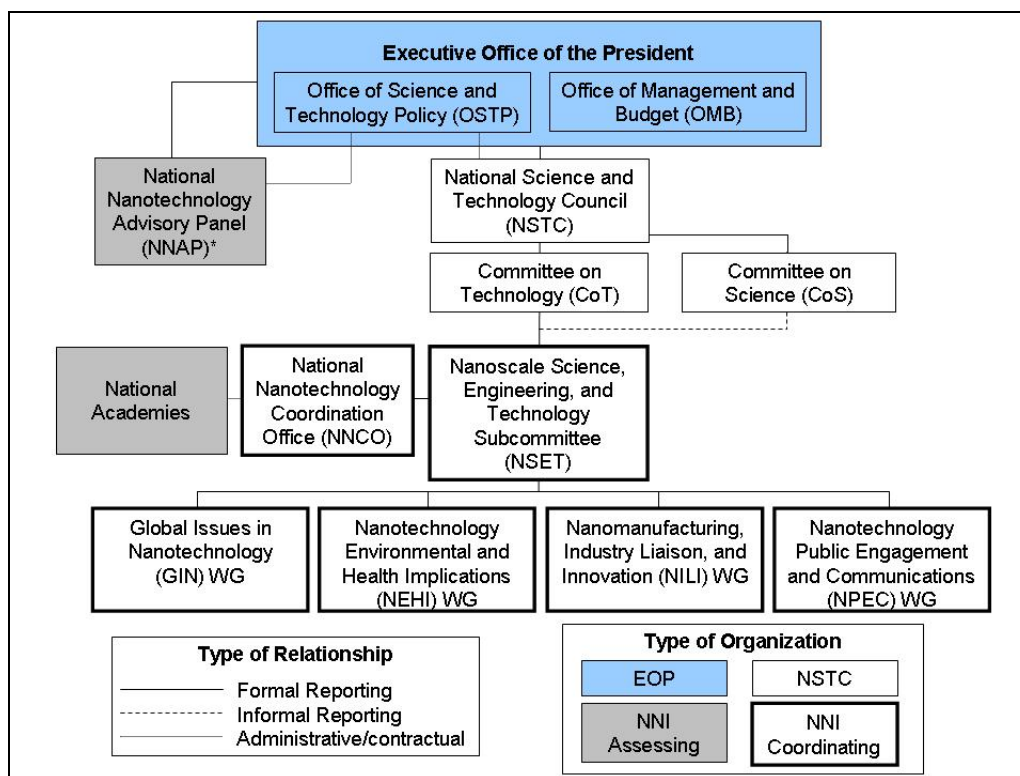 Executive Office of the President
Office of Science and
Technology Policy (OSTP)
Office of Management and
Budget (OMB)
National
Nanotechnology
Advisory Panel
(NNAP)*
National Science and
Technology Council
(NSTC)
Committee on
Technology (CoT)
Committee on
Science (CoS)
National
Academies
National
Nanotechnology
Coordination
Office (NNCO)
Nanoscale Science,
Engineering, and
Technology
Subcommittee
(NSET)
Global Issues in
Nanotechnology
(GIN) WG
Nanotechnology
Environmental and
Health Implications
(NEHI) WG
Nanomanufacturing,
Industry Liaison, and
Innovation (NILI) WG
Nanotechnology
Public Engagement
and Communications
(NPEC) WG
Type of Relationship
Formal Reporting
Informal Reporting
Administrative/contractual
Type of Organization
EOP
NSTC
NNI
Assessing
NNI
Coordinating